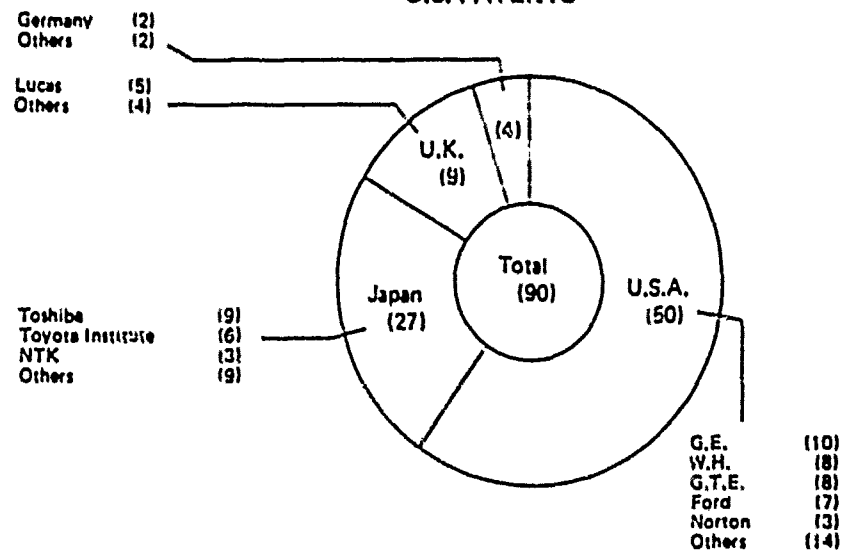 Germany (2)
Others (2)
Lucas (5)
Others (4)
(4)
U.K.
(9)
Total
(90)
U.S.A.
(50)
Japan
(27)
Toshiba (9)
Toyota Institute (6)
NTK (3)
Others (9)
G.E. (10)
W.H. (8)
G.T.E. (8)
Ford (7)
Norton (3)
Others (14)